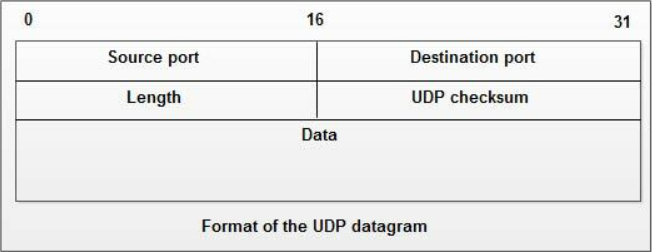 0 16 31
Source port Destination port
Length UDP checksum
Data
Format of the UDP datagram